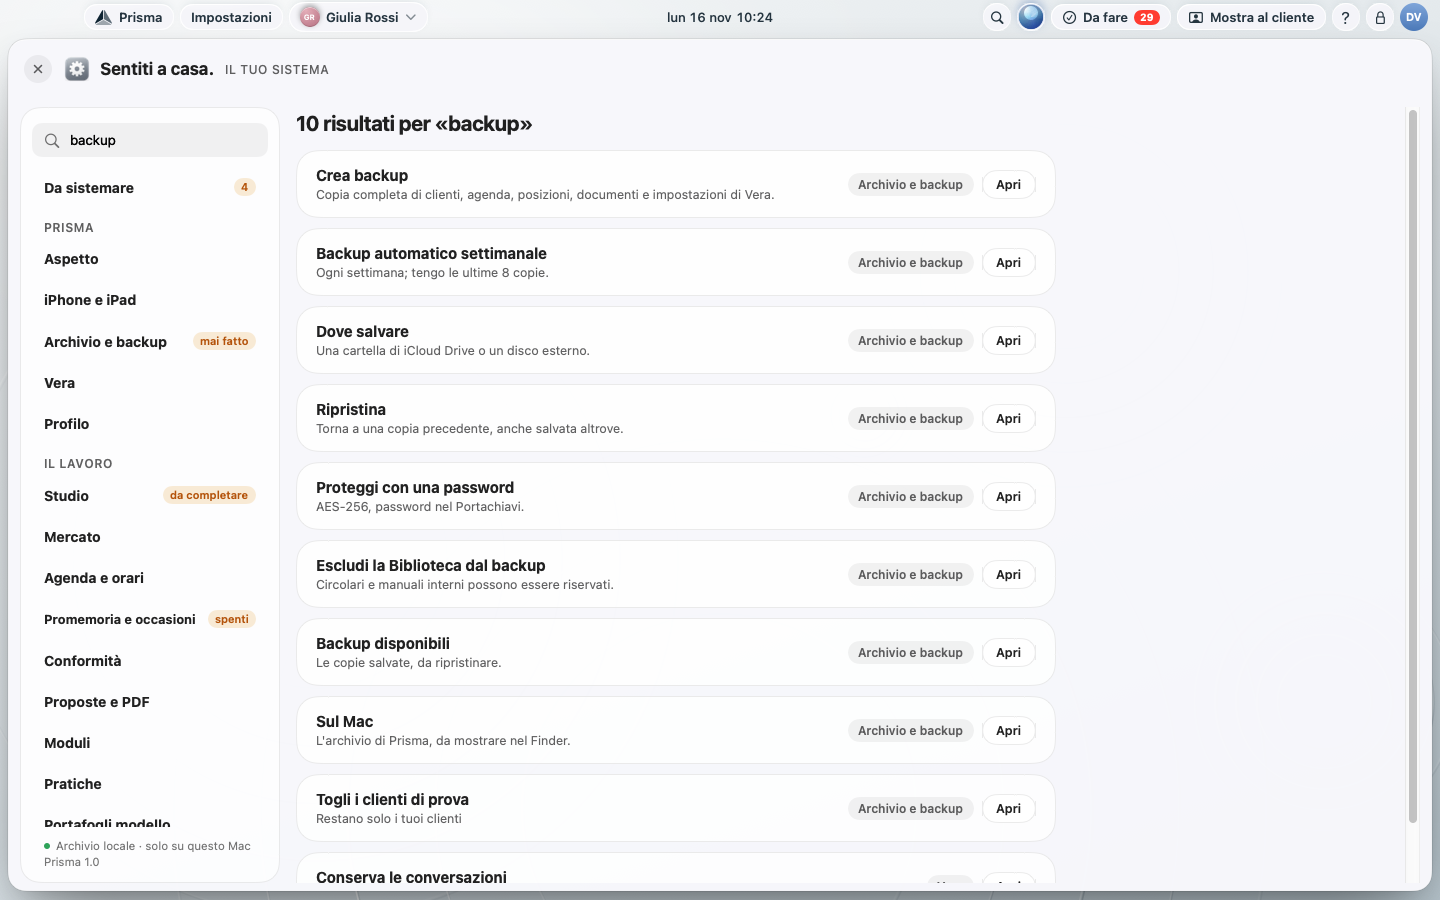 Prisma
Impostazioni
GR Giulia Rossi
lun 16 nov 10:24
Da fare 29
Mostra al cliente
?
DV
Sentiti a casa. IL TUO SISTEMA
backup
Da sistemare 4
PRISMA
Aspetto
iPhone e iPad
Archivio e backup mai fatto
Vera
Profilo
IL LAVORO
Studio da completare
Mercato
Agenda e orari
Promemoria e occasioni spenti
Conformità
Proposte e PDF
Moduli
Pratiche
Portafogli modello
Archivio locale · solo su questo Mac
Prisma 1.0
10 risultati per «backup»
Crea backup
Copia completa di clienti, agenda, posizioni, documenti e impostazioni di Vera.
Archivio e backup Apri
Backup automatico settimanale
Ogni settimana; tengo le ultime 8 copie.
Archivio e backup Apri
Dove salvare
Una cartella di iCloud Drive o un disco esterno.
Archivio e backup Apri
Ripristina
Torna a una copia precedente, anche salvata altrove.
Archivio e backup Apri
Proteggi con una password
AES-256, password nel Portachiavi.
Archivio e backup Apri
Escludi la Biblioteca dal backup
Circolari e manuali interni possono essere riservati.
Archivio e backup Apri
Backup disponibili
Le copie salvate, da ripristinare.
Archivio e backup Apri
Sul Mac
L'archivio di Prisma, da mostrare nel Finder.
Archivio e backup Apri
Togli i clienti di prova
Restano solo i tuoi clienti
Archivio e backup Apri
Conserva le conversazioni